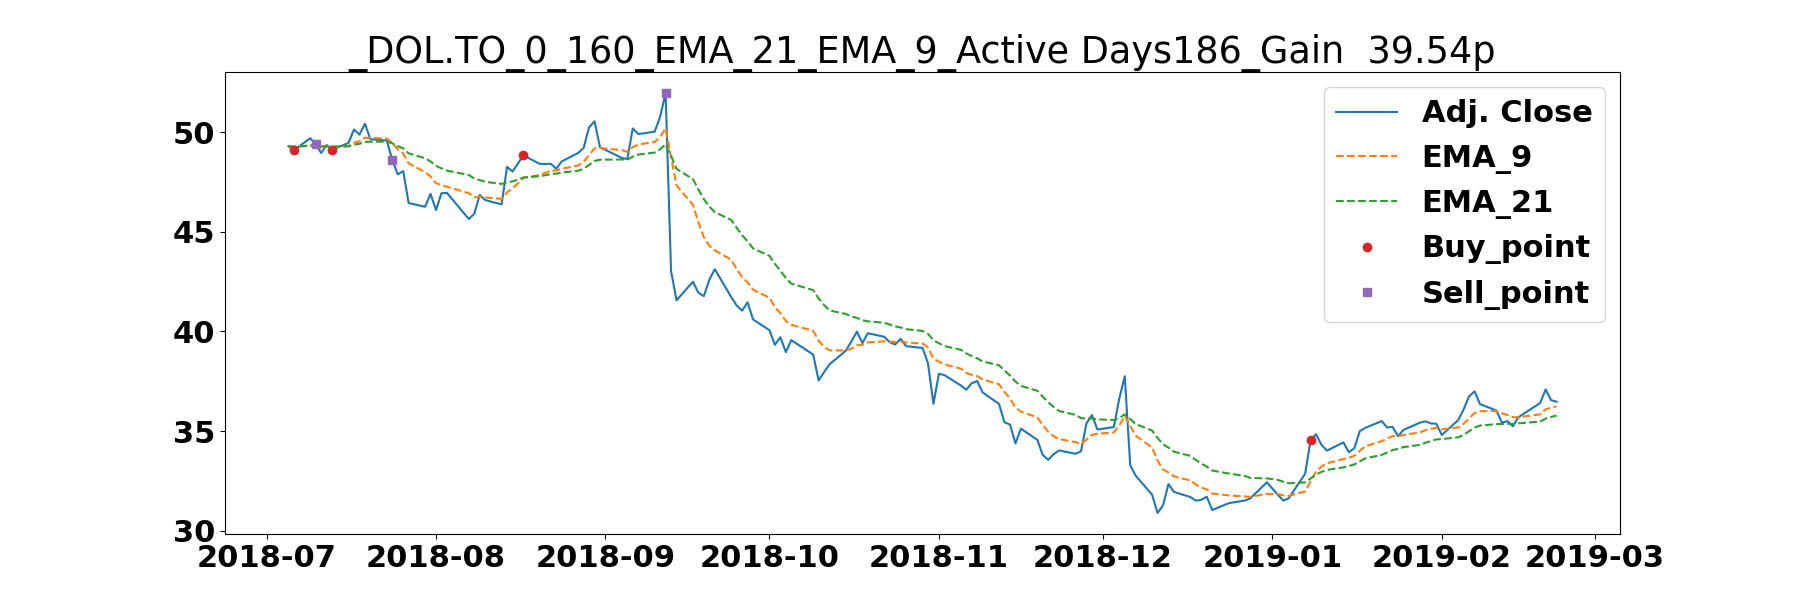 _DOL.TO_0_160_EMA_21_EMA_9_Active Days186_Gain  39.54p
Adj. Close
EMA_9
EMA_21
Buy_point
Sell_point
50
45
40
35
30
2018-07 2018-08 2018-09 2018-10 2018-11 2018-12 2019-01 2019-02 2019-03